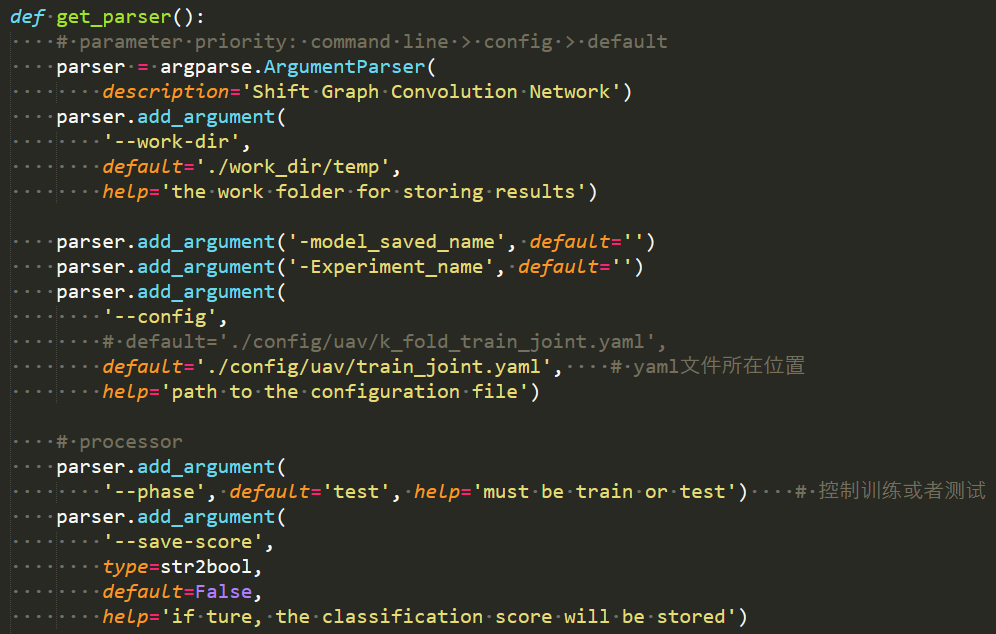 def get_parser():
    # parameter priority: command line > config > default
    parser = argparse.ArgumentParser(
        description='Shift Graph Convolution Network')
    parser.add_argument(
        '--work-dir',
        default='./work_dir/temp',
        help='the work folder for storing results')

    parser.add_argument('-model_saved_name', default='')
    parser.add_argument('-Experiment_name', default='')
    parser.add_argument(
        '--config',
        # default='./config/uav/k_fold_train_joint.yaml',
        default='./config/uav/train_joint.yaml',    # yaml文件所在位置
        help='path to the configuration file')

    # processor
    parser.add_argument(
        '--phase', default='test', help='must be train or test')    # 控制训练或者测试
    parser.add_argument(
        '--save-score',
        type=str2bool,
        default=False,
        help='if ture, the classification score will be stored')